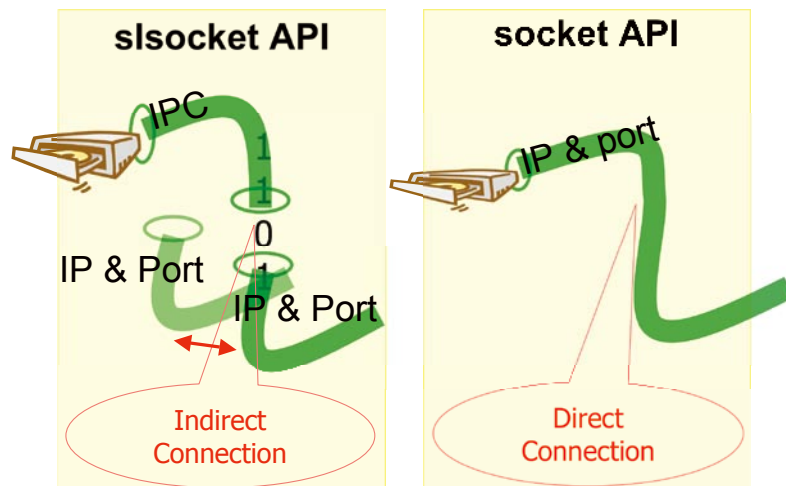 slsocket API
IPC
1
1
0
1
IP & Port
IP & Port
Indirect
Connection
socket API
IP & port
Direct
Connection